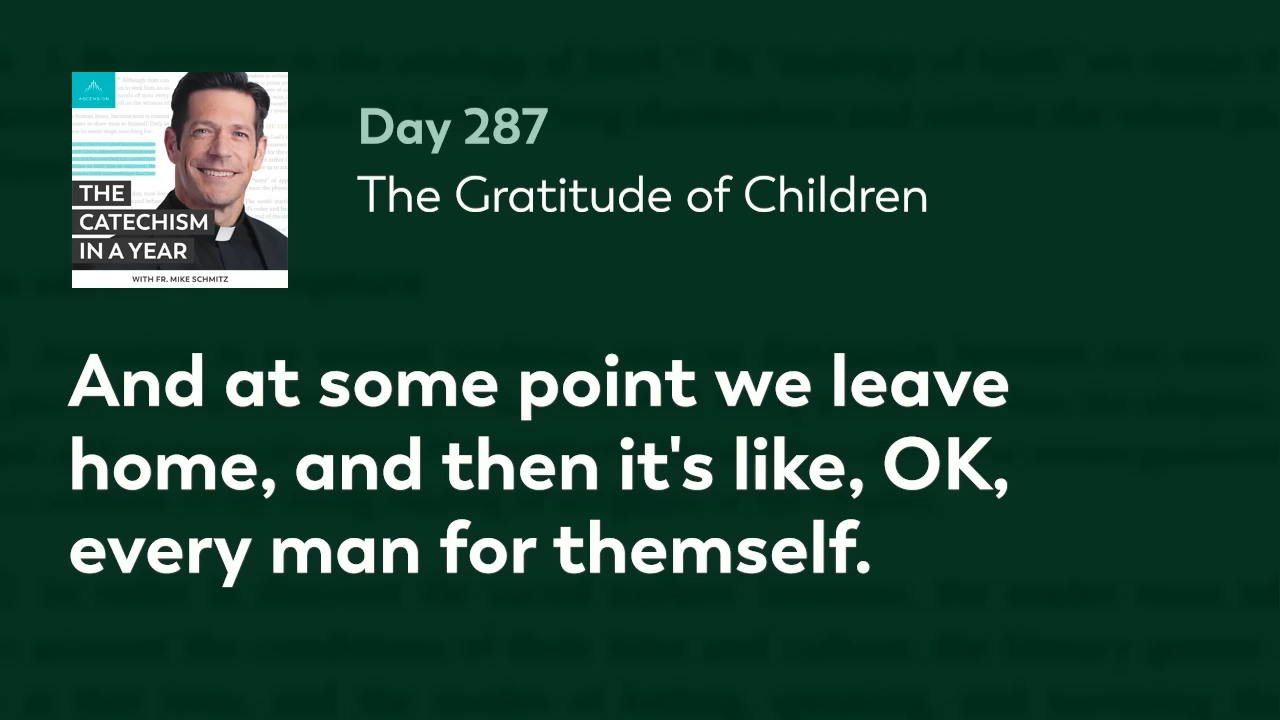 ASCENSION
THE
CATECHISM
IN A YEAR
WITH FR. MIKE SCHMITZ
Day 287
The Gratitude of Children
And at some point we leave
home, and then it's like, OK,
every man for themself.